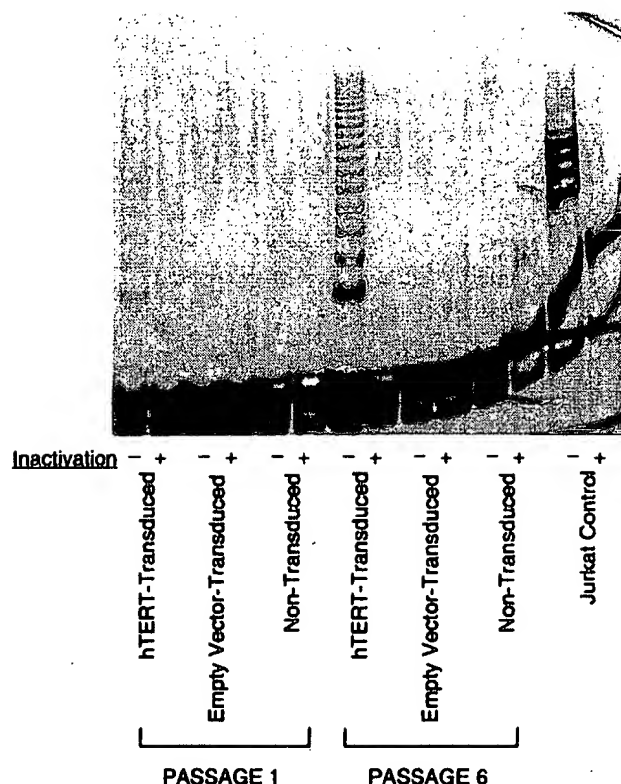 Inactivation - + - + - + - + - + - + - +
hTERT-Transduced
Empty Vector-Transduced
Non-Transduced
hTERT-Transduced
Empty Vector-Transduced
Non-Transduced
Jurkat Control
PASSAGE 1
PASSAGE 6